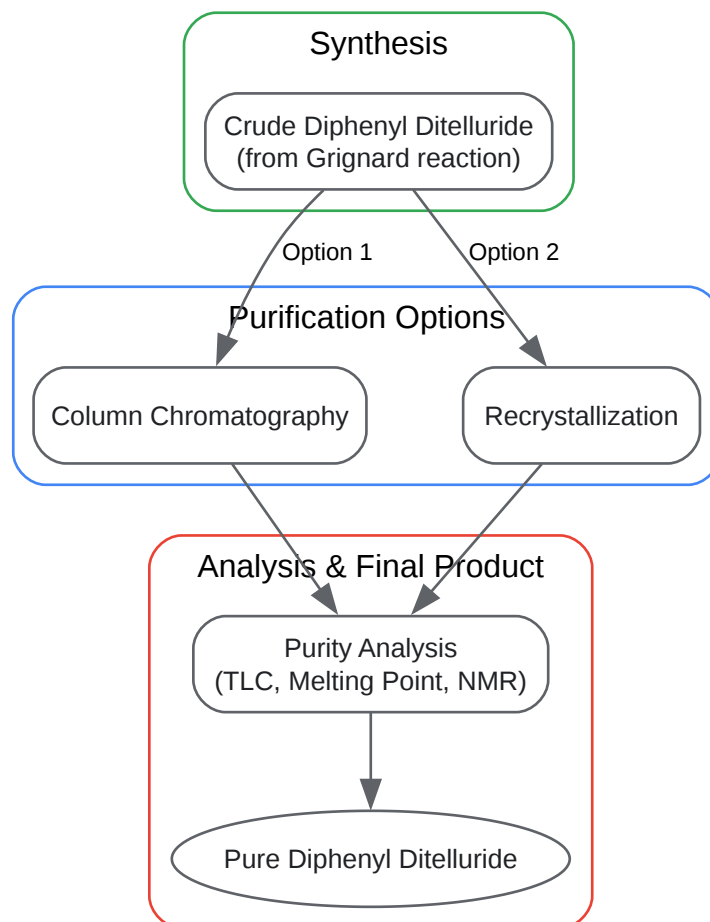 Synthesis
Crude Diphenyl Ditelluride
(from Grignard reaction)
Option 1
Option 2
Purification Options
Column Chromatography
Recrystallization
Analysis & Final Product
Purity Analysis
(TLC, Melting Point, NMR)
Pure Diphenyl Ditelluride